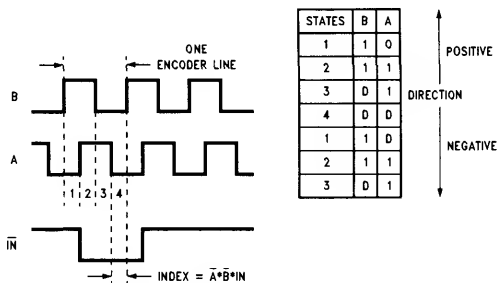 ONE
ENCODER LINE
B
A
1 2 3 4
I̅N̅
INDEX = A̅*B̅*IN
STATES B A
1 1 0
2 1 1
3 D 1
4 D D
1 1 D
2 1 1
3 D 1
POSITIVE
DIRECTION
NEGATIVE